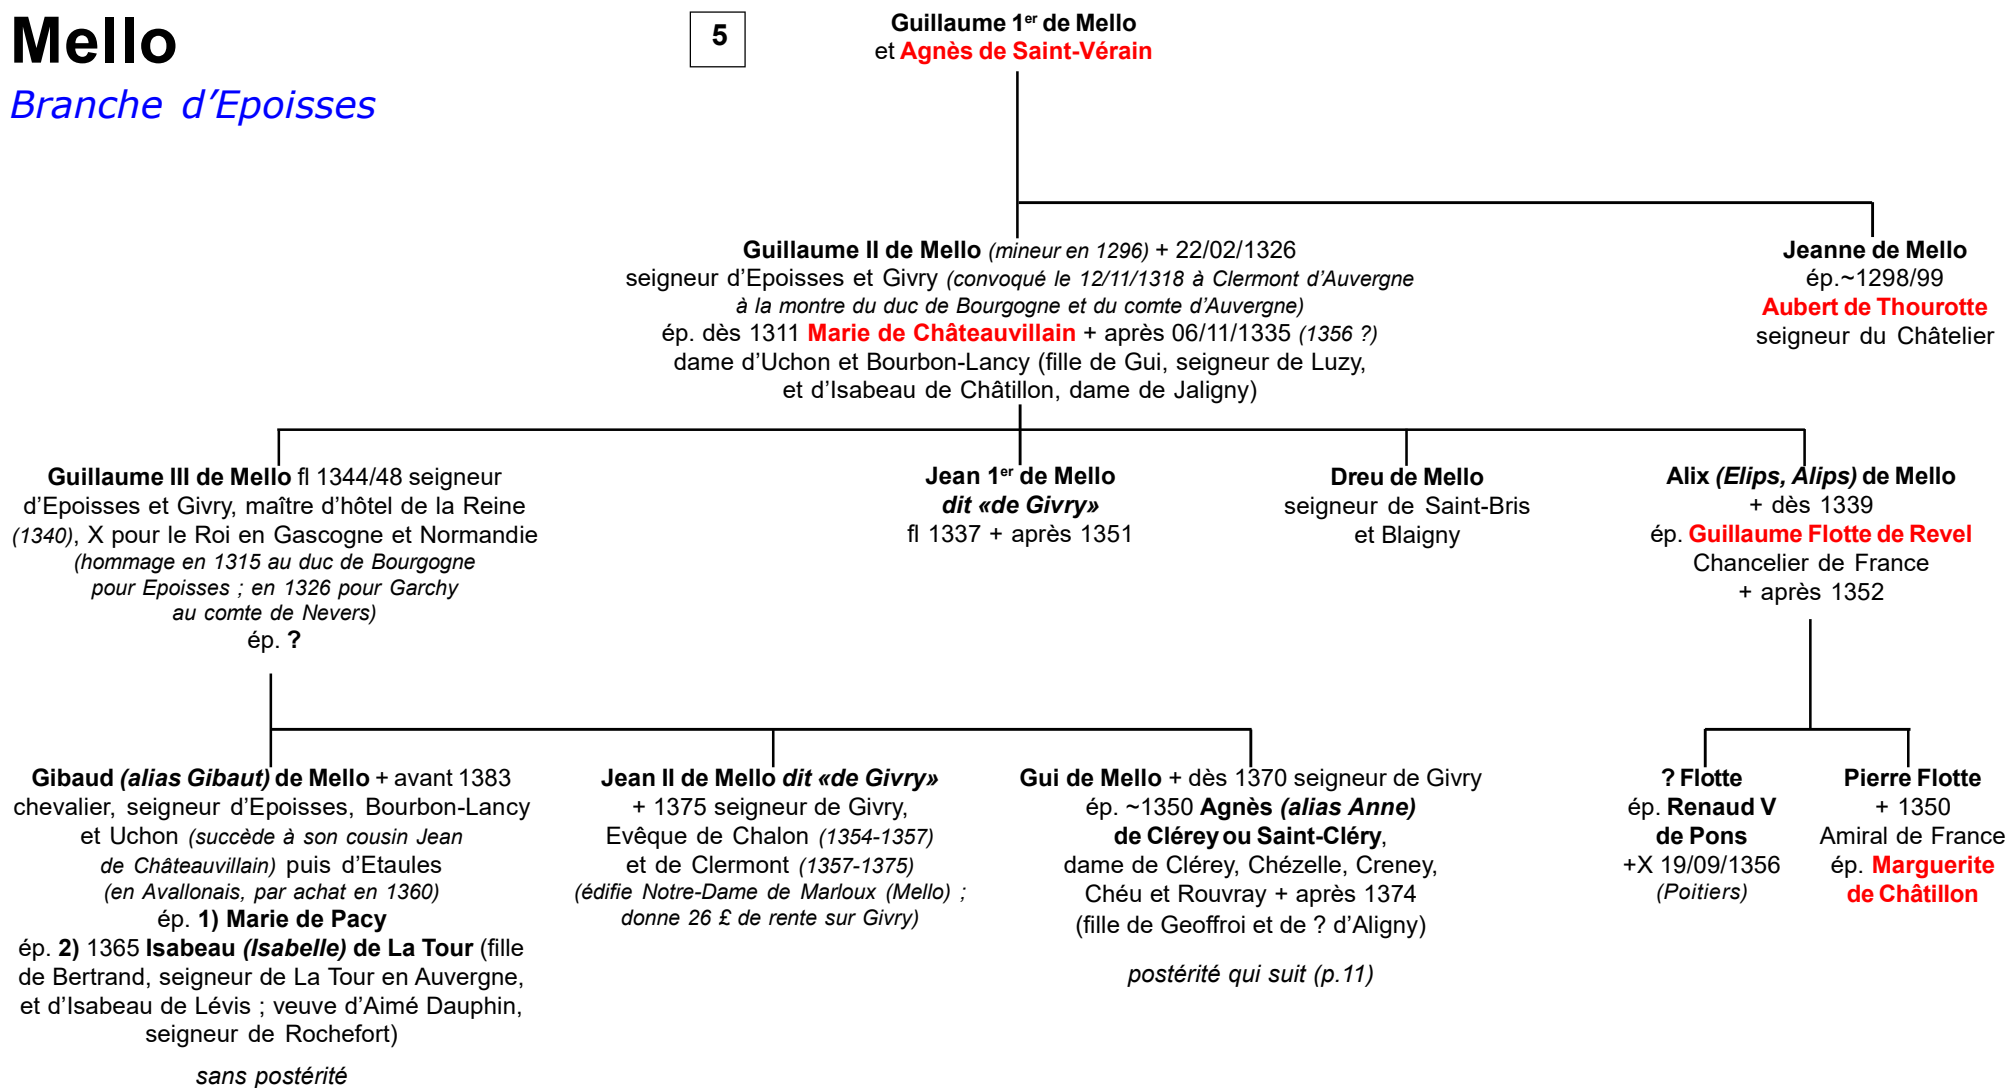 Mello
Branche d'Epoisses
5
Guillaume 1er de Mello
et Agnès de Saint-Vérain
Guillaume II de Mello (mineur en 1296) + 22/02/1326
seigneur d'Epoisses et Givry (convoqué le 12/11/1318 à Clermont d'Auvergne
à la montre du duc de Bourgogne et du comte d'Auvergne)
ép. dès 1311 Marie de Châteauvillain + après 06/11/1335 (1356 ?)
dame d'Uchon et Bourbon-Lancy (fille de Gui, seigneur de Luzy,
et d'Isabeau de Châtillon, dame de Jaligny)
Jeanne de Mello
ép.~1298/99
Aubert de Thourotte
seigneur du Châtelier
Guillaume III de Mello fl 1344/48 seigneur
d'Epoisses et Givry, maître d'hôtel de la Reine
(1340), X pour le Roi en Gascogne et Normandie
(hommage en 1315 au duc de Bourgogne
pour Epoisses ; en 1326 pour Garchy
au comte de Nevers)
ép. ?
Jean 1er de Mello
dit «de Givry»
fl 1337 + après 1351
Dreu de Mello
seigneur de Saint-Bris
et Blaigny
Alix (Elips, Alips) de Mello
+ dès 1339
ép. Guillaume Flotte de Revel
Chancelier de France
+ après 1352
Gibaud (alias Gibaut) de Mello + avant 1383
chevalier, seigneur d'Epoisses, Bourbon-Lancy
et Uchon (succède à son cousin Jean
de Châteauvillain) puis d'Etaules
(en Avallonais, par achat en 1360)
ép. 1) Marie de Pacy
ép. 2) 1365 Isabeau (Isabelle) de La Tour (fille
de Bertrand, seigneur de La Tour en Auvergne,
et d'Isabeau de Lévis ; veuve d'Aimé Dauphin,
seigneur de Rochefort)
sans postérité
Jean II de Mello dit «de Givry»
+ 1375 seigneur de Givry,
Evêque de Chalon (1354-1357)
et de Clermont (1357-1375)
(édifie Notre-Dame de Marloux (Mello) ;
donne 26 £ de rente sur Givry)
Gui de Mello + dès 1370 seigneur de Givry
ép. ~1350 Agnès (alias Anne)
de Clérey ou Saint-Cléry,
dame de Clérey, Chézelle, Creney,
Chéu et Rouvray + après 1374
(fille de Geoffroi et de ? d'Aligny)
postérité qui suit (p.11)
? Flotte
ép. Renaud V
de Pons
+X 19/09/1356
(Poitiers)
Pierre Flotte
+ 1350
Amiral de France
ép. Marguerite
de Châtillon